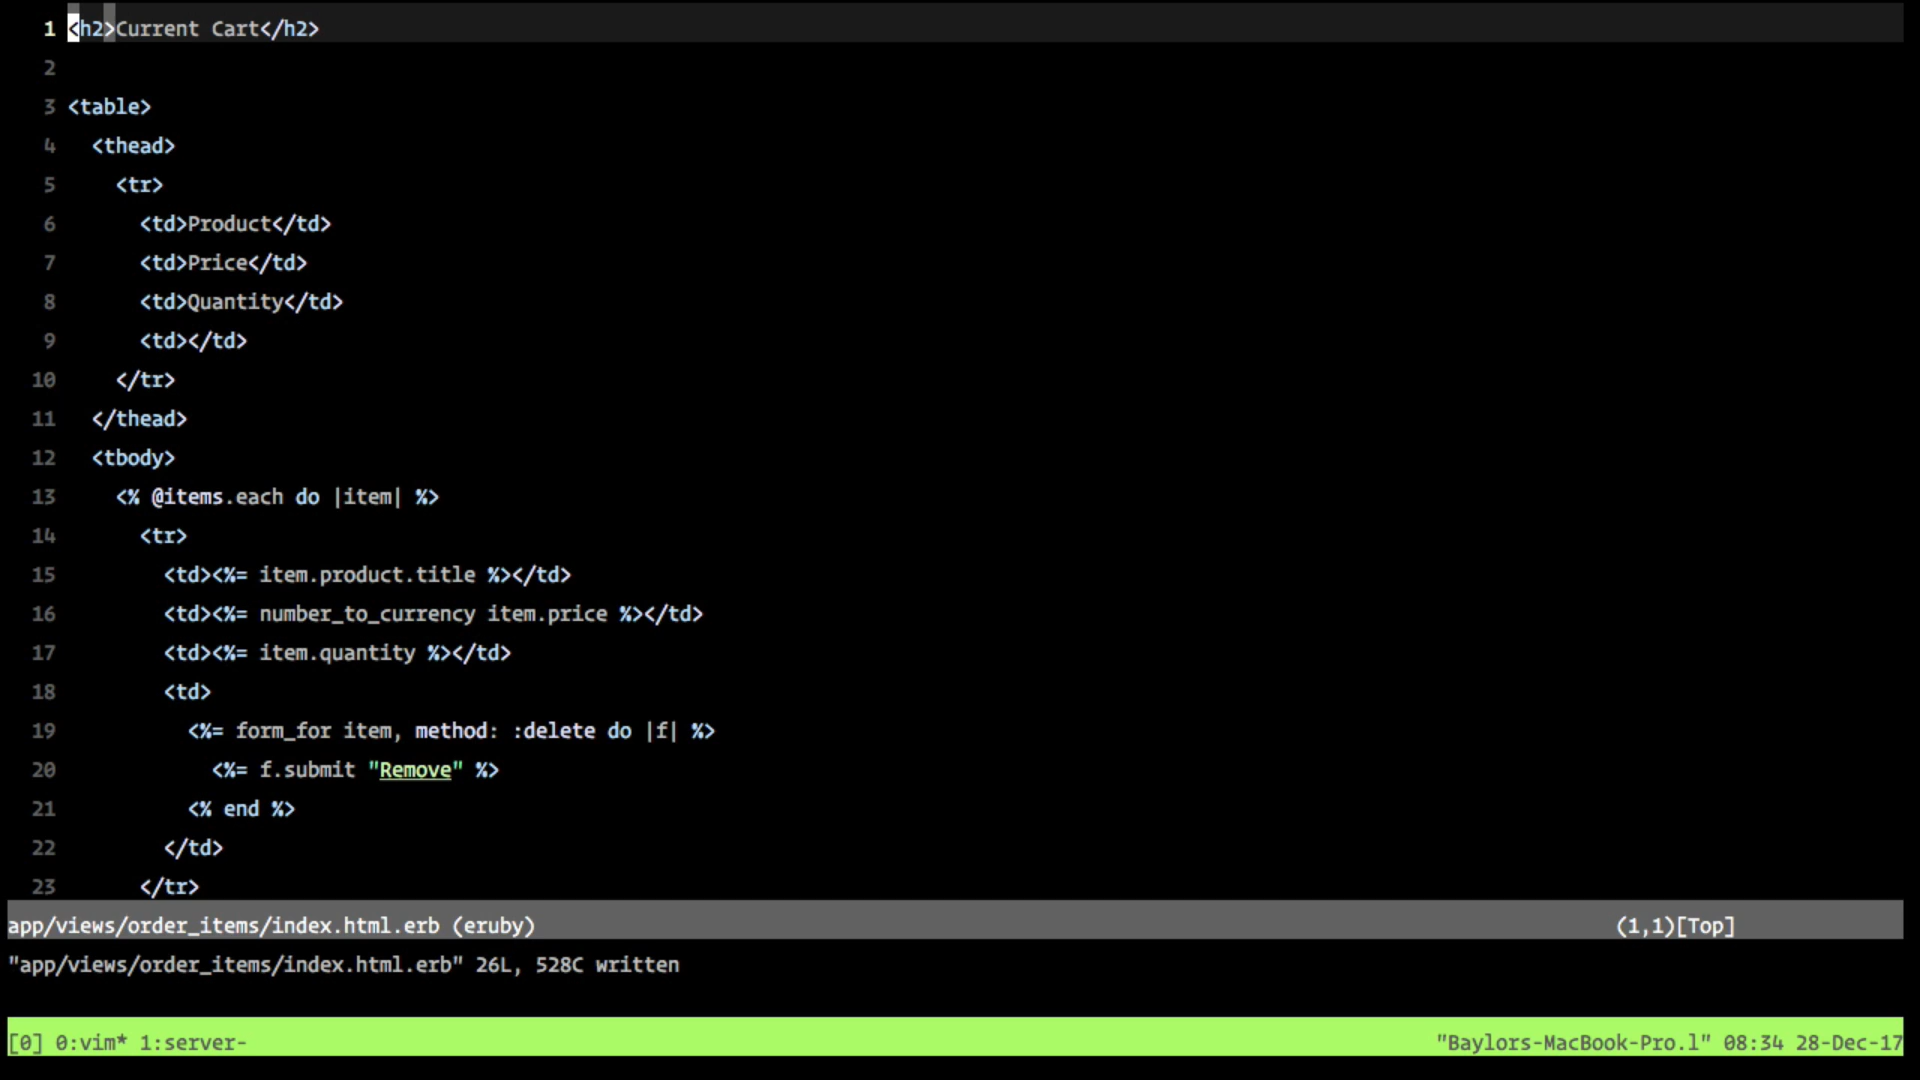 1 <h2>Current Cart</h2>
2
3 <table>
4   <thead>
5     <tr>
6       <td>Product</td>
7       <td>Price</td>
8       <td>Quantity</td>
9       <td></td>
10     </tr>
11   </thead>
12   <tbody>
13     <% @items.each do |item| %>
14       <tr>
15         <td><%= item.product.title %></td>
16         <td><%= number_to_currency item.price %></td>
17         <td><%= item.quantity %></td>
18         <td>
19           <%= form_for item, method: :delete do |f| %>
20             <%= f.submit "Remove" %>
21           <% end %>
22         </td>
23       </tr>
app/views/order_items/index.html.erb (eruby) (1,1)[Top]
"app/views/order_items/index.html.erb" 26L, 528C written
[0] 0:vim* 1:server- "Baylors-MacBook-Pro.l" 08:34 28-Dec-17